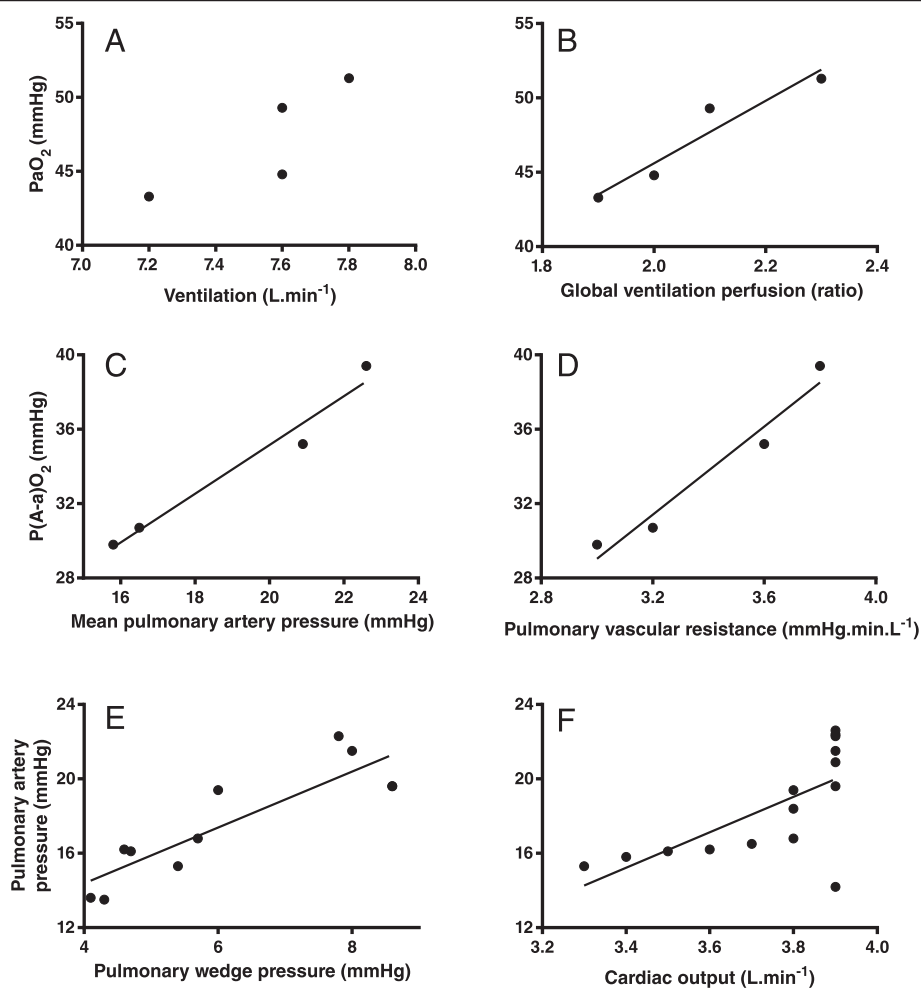 A
55
50
45
40
PaO2 (mmHg)
7.0 7.2 7.4 7.6 7.8 8.0
Ventilation (L.min-1)
B
55
50
45
40
1.8 2.0 2.2 2.4
Global ventilation perfusion (ratio)
C
40
36
32
28
P(A-a)O2 (mmHg)
16 18 20 22 24
Mean pulmonary artery pressure (mmHg)
D
40
36
32
28
2.8 3.2 3.6 4.0
Pulmonary vascular resistance (mmHg.min.L-1)
E
24
20
16
12
Pulmonary artery
pressure (mmHg)
4 6 8
Pulmonary wedge pressure (mmHg)
F
24
20
16
12
3.2 3.4 3.6 3.8 4.0
Cardiac output (L.min-1)